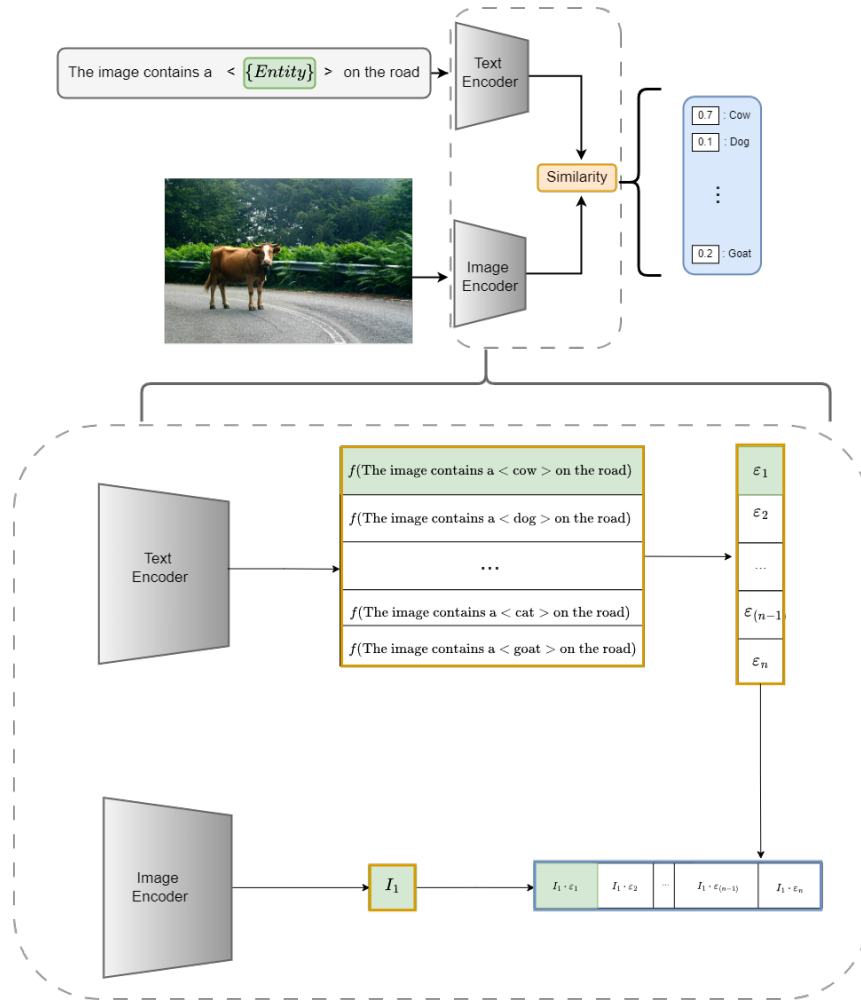 The image contains a < {Entity} > on the road
Text
Encoder
Similarity
Image
Encoder
0.7 : Cow
0.1 : Dog
⋮
0.2 : Goat
Text
Encoder
f(The image contains a < cow > on the road)
f(The image contains a < dog > on the road)
...
f(The image contains a < cat > on the road)
f(The image contains a < goat > on the road)
ε₁
ε₂
...
ε₍ₙ₋₁₎
εₙ
Image
Encoder
I₁
I₁ · ε₁
I₁ · ε₂
...
I₁ · ε₍ₙ₋₁₎
I₁ · εₙ